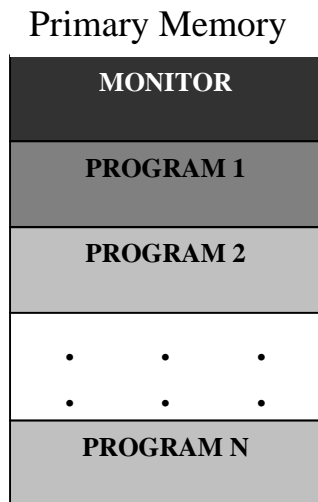 Primary Memory
MONITOR
PROGRAM 1
PROGRAM 2
. . .
. . .
PROGRAM N